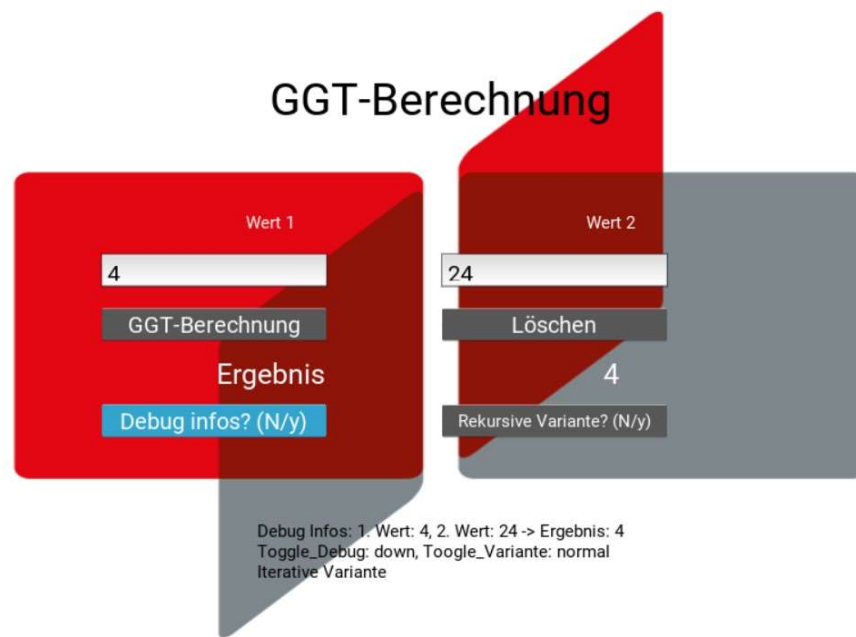 GGT-Berechnung
Wert 1
Wert 2
4
24
GGT-Berechnung
Löschen
Ergebnis
4
Debug infos? (N/y)
Rekursive Variante? (N/y)
Debug Infos: 1. Wert: 4, 2. Wert: 24 -> Ergebnis: 4
Toggle_Debug: down, Toogle_Variante: normal
Iterative Variante